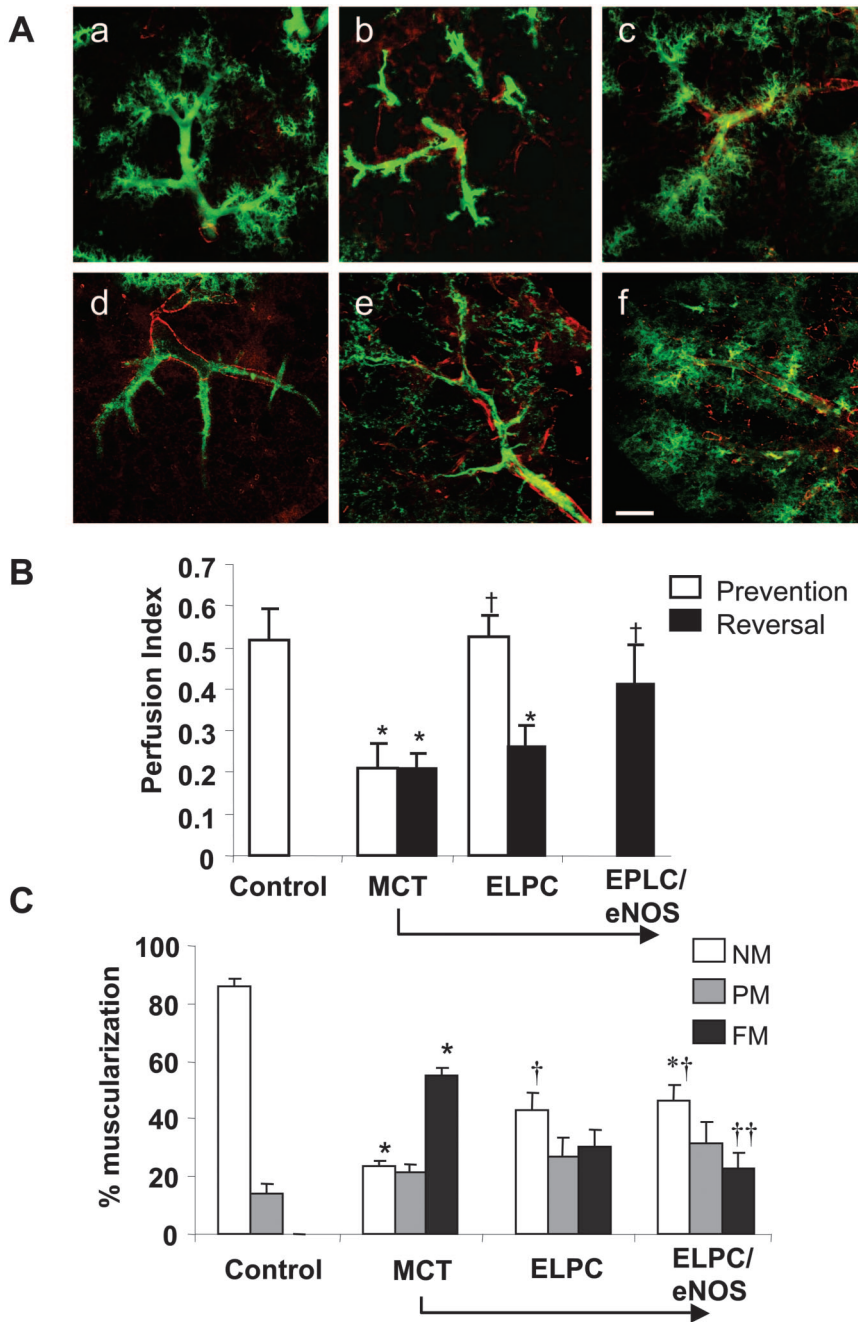 A
a
b
c
d
e
f
B
Perfusion Index
0.7
0.6
0.5
0.4
0.3
0.2
0.1
0
*
*
†
*
†
Prevention
Reversal
Control
MCT
ELPC
EPLC/
eNOS
C
% muscularization
100
80
60
40
20
0
*
*
†
*†
††
NM
PM
FM
Control
MCT
ELPC
ELPC/
eNOS